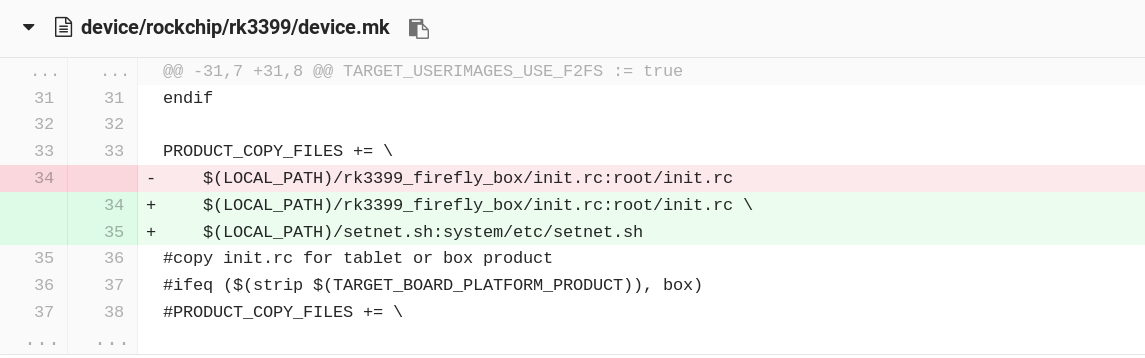 device/rockchip/rk3399/device.mk
... ... @@ -31,7 +31,8 @@ TARGET_USERIMAGES_USE_F2FS := true
31 31 endif
32 32
33 33 PRODUCT_COPY_FILES += \
34 - $(LOCAL_PATH)/rk3399_firefly_box/init.rc:root/init.rc
34 + $(LOCAL_PATH)/rk3399_firefly_box/init.rc:root/init.rc \
35 + $(LOCAL_PATH)/setnet.sh:system/etc/setnet.sh
35 36 #copy init.rc for tablet or box product
36 37 #ifeq ($(strip $(TARGET_BOARD_PLATFORM_PRODUCT)), box)
37 38 #PRODUCT_COPY_FILES += \
... ...